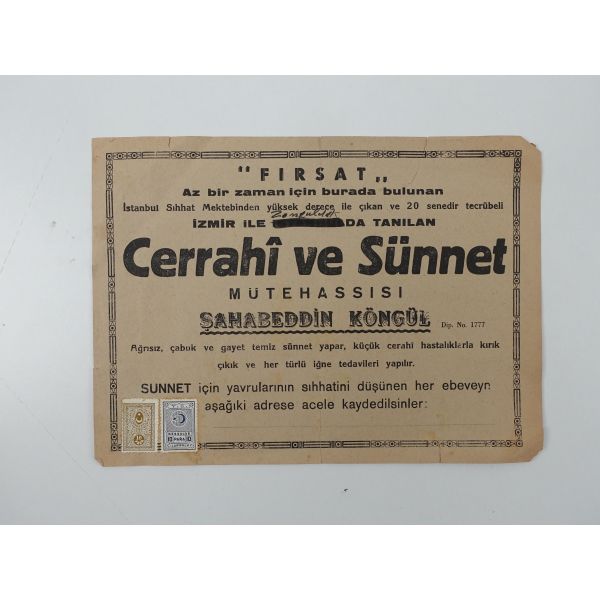 "FIRSAT„
Az bir zaman için burada bulunan
İstanbul Sıhhat Mektebinden yüksek derece ile çıkan ve 20 senedir tecrübeli
Zonguldak
İZMİR İLE DA TANILAN
Cerrahî ve Sünnet
MÜTEHASSISI
ŞAHABEDDİN KÖNGÜL Dip. No. 1777
Ağrısız, çabuk ve gayet temiz sünnet yapar, küçük cerahi hastalıklarla kırık
çıkık ve her türlü iğne tedavileri yapılır.
SUNNET için yavrularının sıhhatini düşünen her ebeveyn
aşağıki adrese acele kaydedilsinler:
10 PARA 10